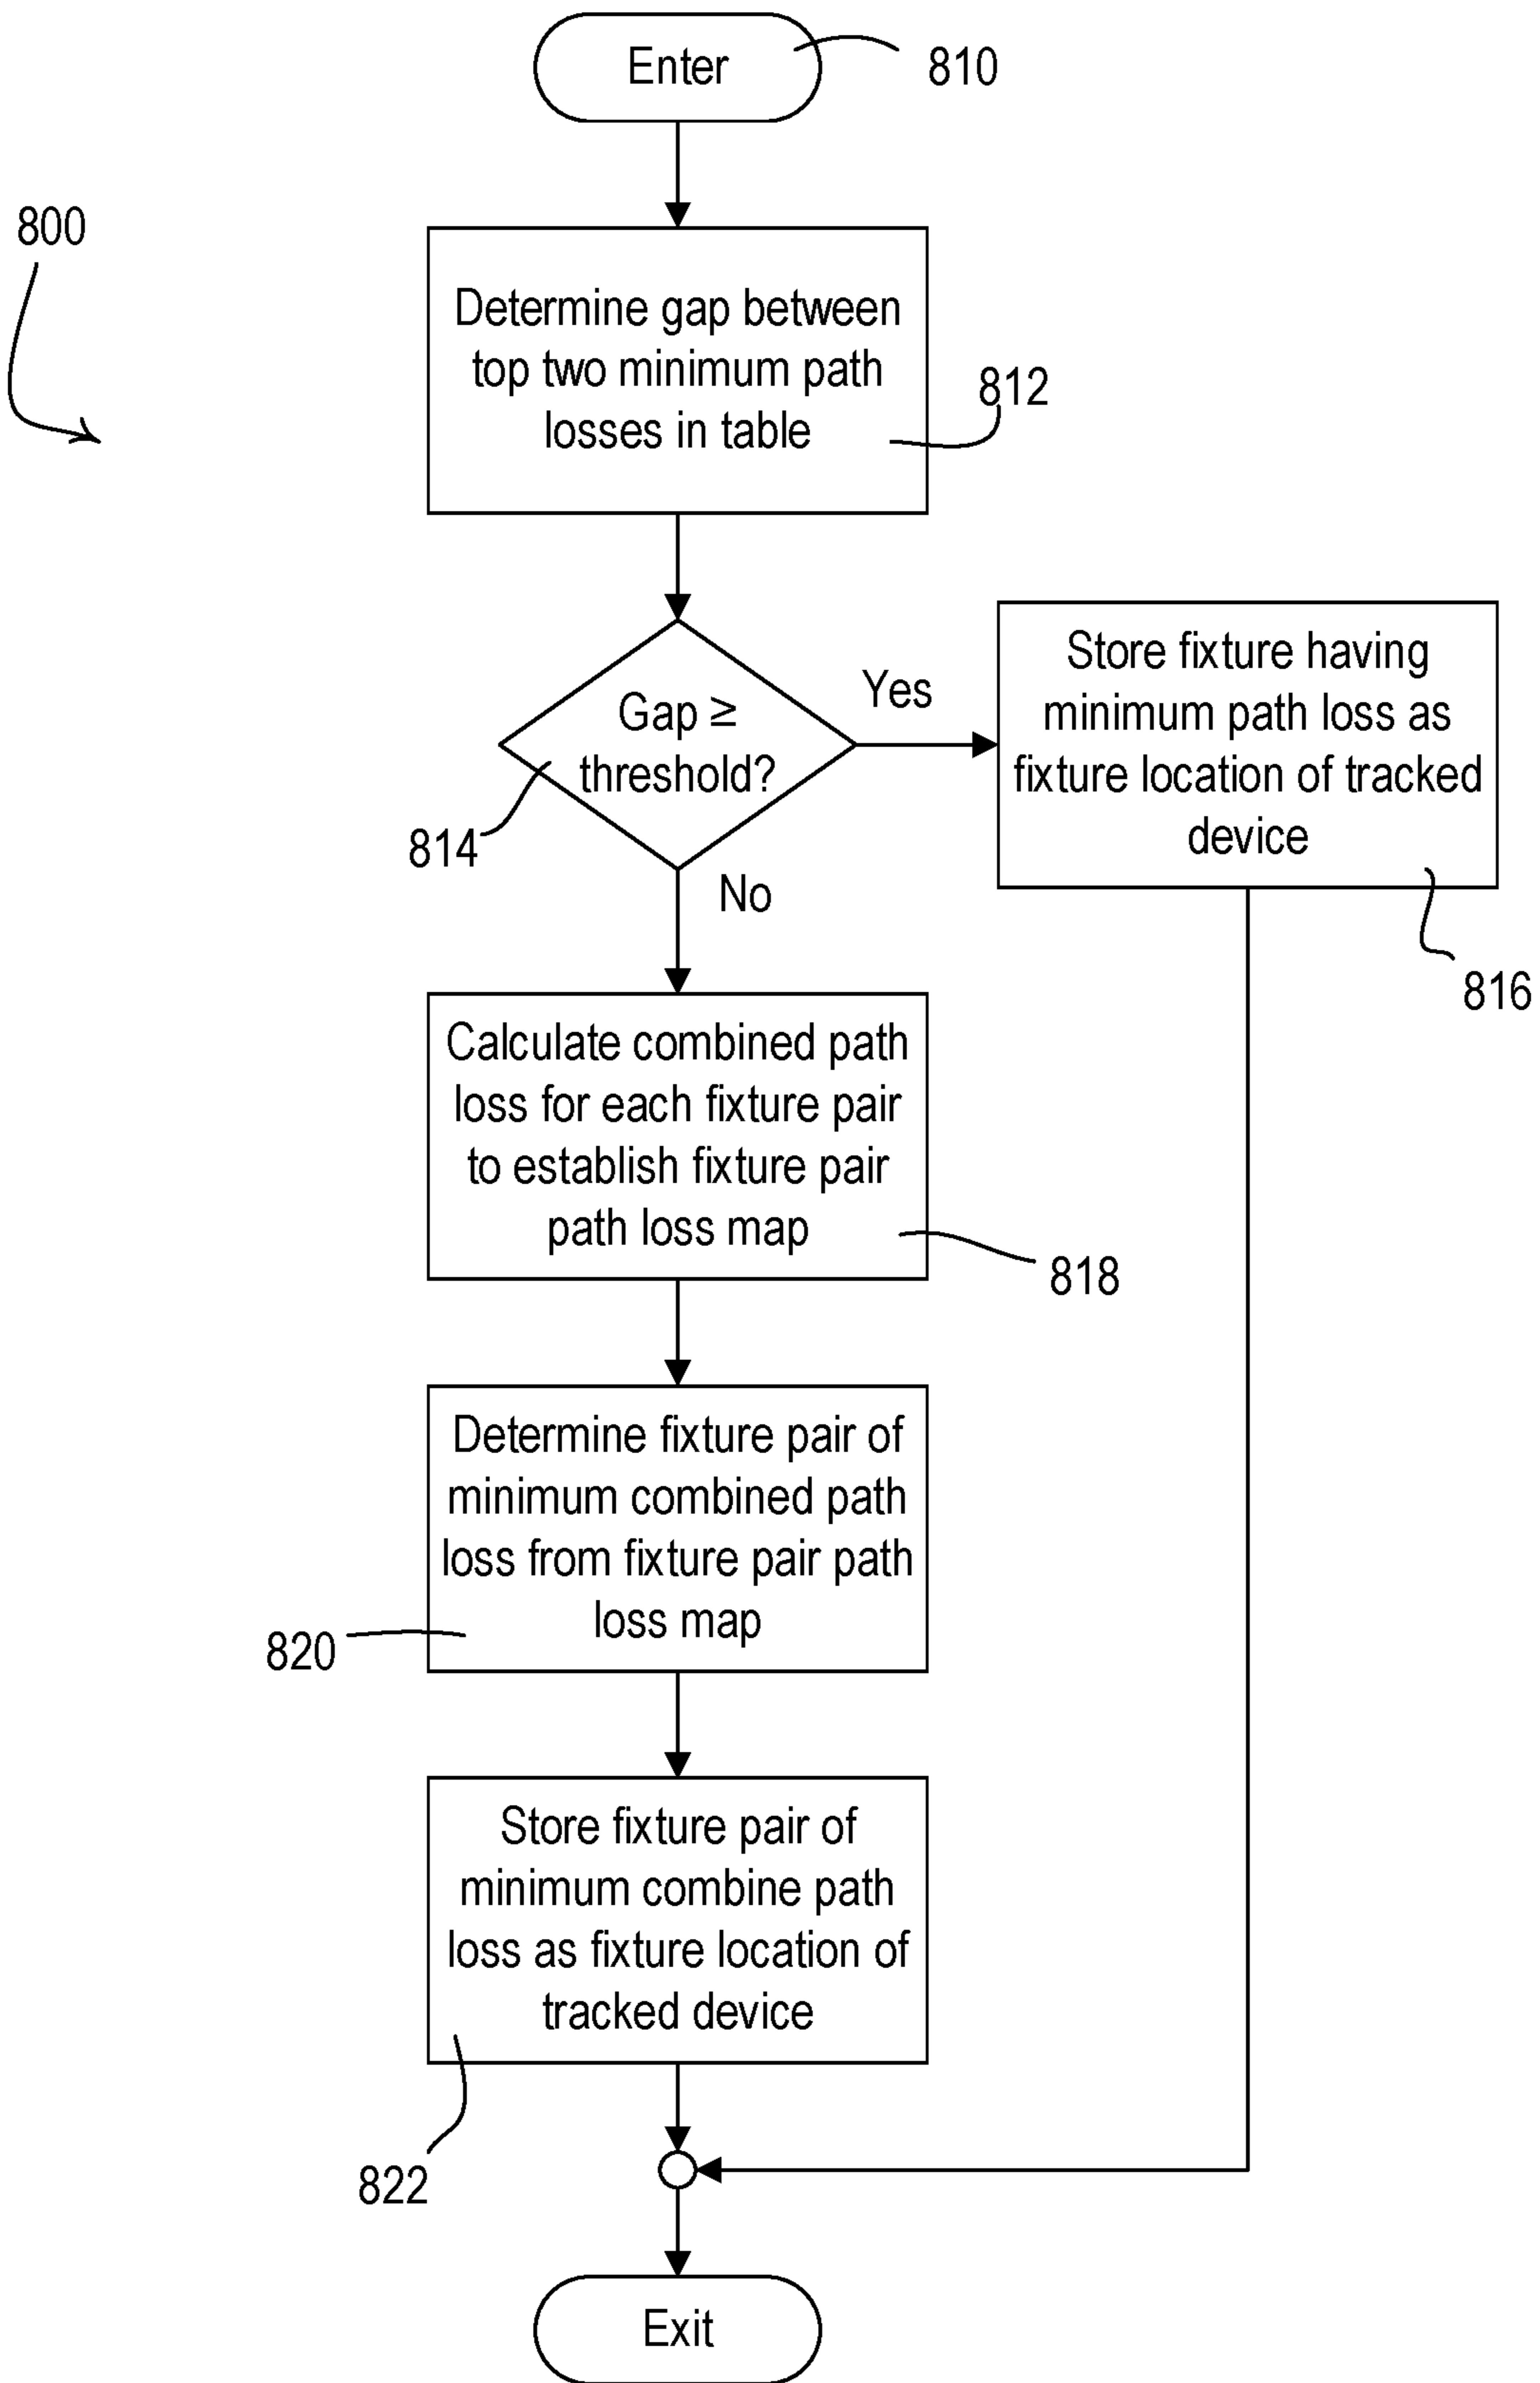 Enter
810
800
Determine gap between
top two minimum path
losses in table
812
Gap ≥
threshold?
814
Yes
No
Store fixture having
minimum path loss as
fixture location of tracked
device
816
Calculate combined path
loss for each fixture pair
to establish fixture pair
path loss map
818
Determine fixture pair of
minimum combined path
loss from fixture pair path
loss map
820
Store fixture pair of
minimum combine path
loss as fixture location of
tracked device
822
Exit